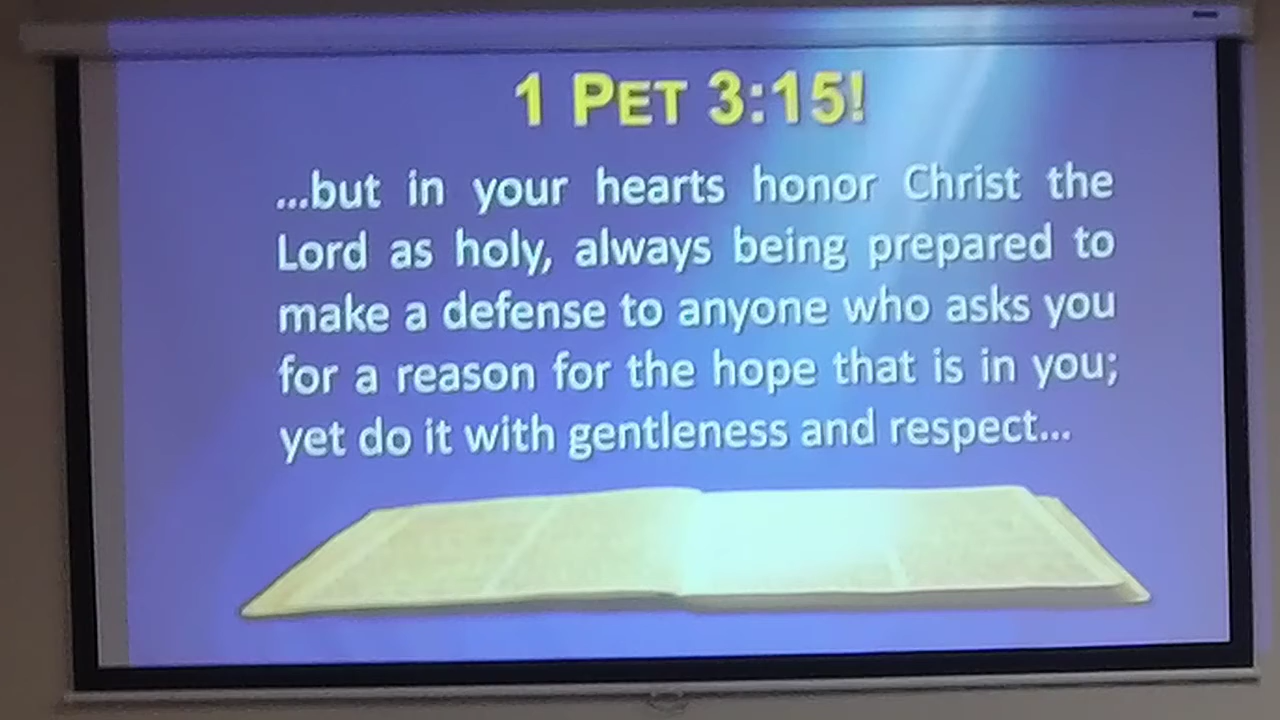 1 PET 3:15!
...but in your hearts honor Christ the
Lord as holy, always being prepared to
make a defense to anyone who asks you
for a reason for the hope that is in you;
yet do it with gentleness and respect...